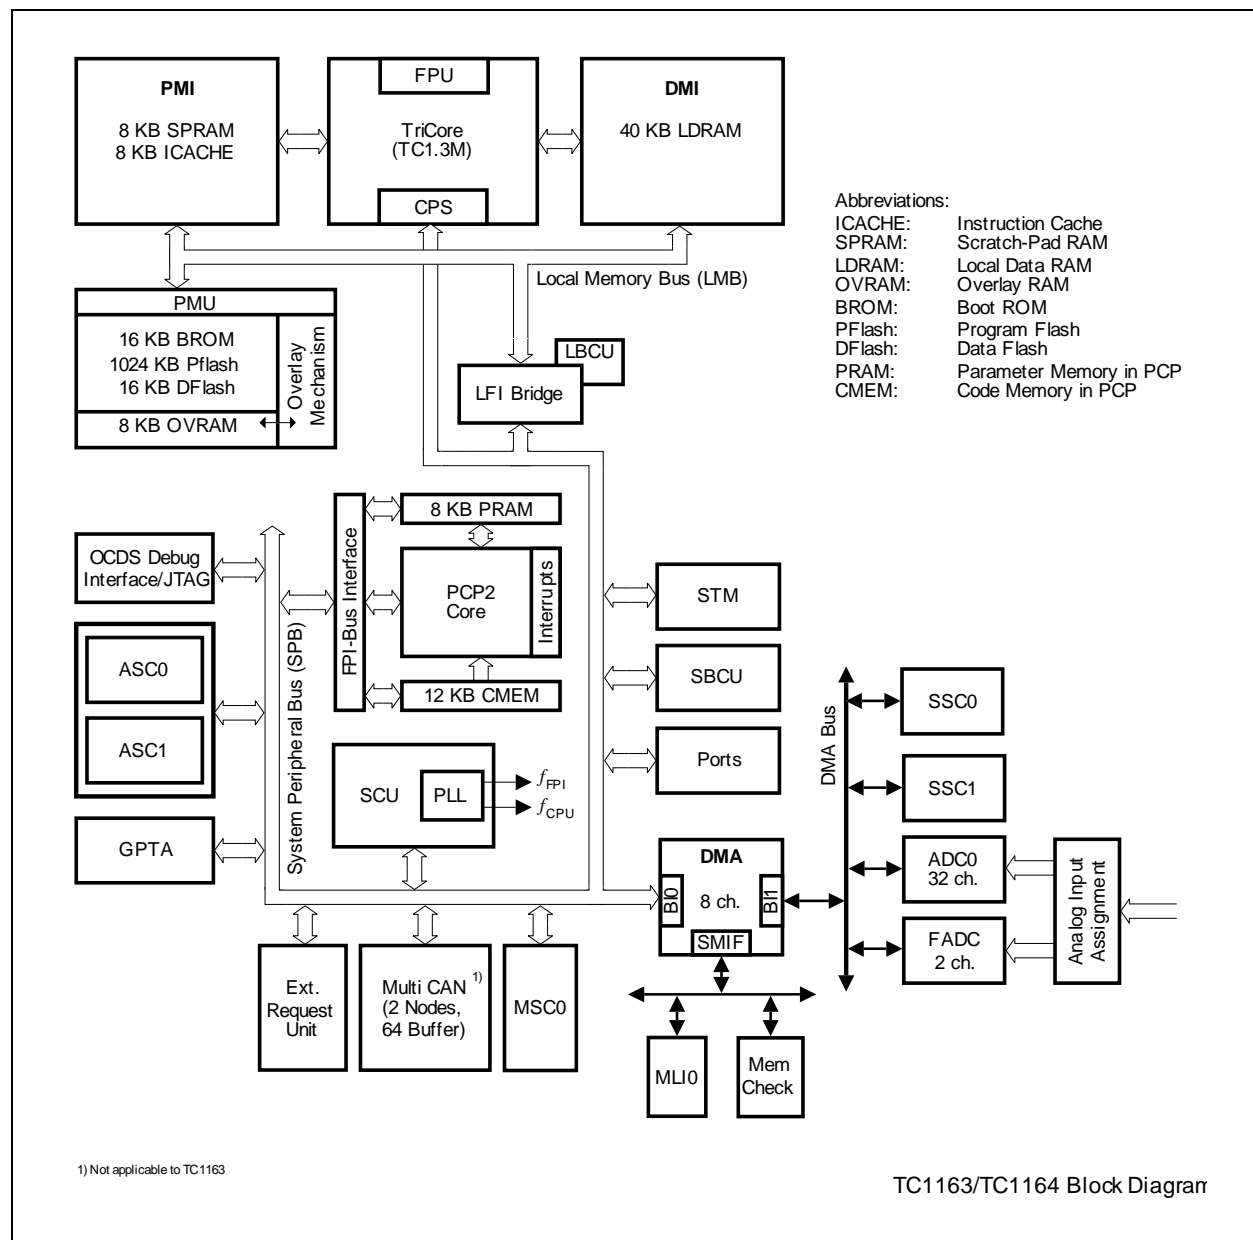 PMI
8 KB SPRAM
8 KB ICACHE
FPU
TriCore
(TC1.3M)
CPS
DMI
40 KB LDRAM
Abbreviations:
ICACHE: Instruction Cache
SPRAM: Scratch-Pad RAM
LDRAM: Local Data RAM
OVRAM: Overlay RAM
BROM: Boot ROM
PFlash: Program Flash
DFlash: Data Flash
PRAM: Parameter Memory in PCP
CMEM: Code Memory in PCP
Local Memory Bus (LMB)
PMU
16 KB BROM
1024 KB Pflash
16 KB DFlash
8 KB OVRAM
Overlay
Mechanism
LBCU
LFI Bridge
OCDS Debug
Interface/JTAG
ASC0
ASC1
GPTA
System Peripheral Bus (SPB)
FPI-Bus Interface
8 KB PRAM
PCP2
Core
Interrupts
12 KB CMEM
SCU
PLL
fFPI
fCPU
STM
SBCU
Ports
DMA
BI0
8 ch.
BI1
SMIF
DMA Bus
SSC0
SSC1
ADC0
32 ch.
FADC
2 ch.
Analog Input
Assignment
Ext.
Request
Unit
Multi CAN 1)
(2 Nodes,
64 Buffer)
MSC0
MLI0
Mem
Check
1) Not applicable to TC1163
TC1163/TC1164 Block Diagram